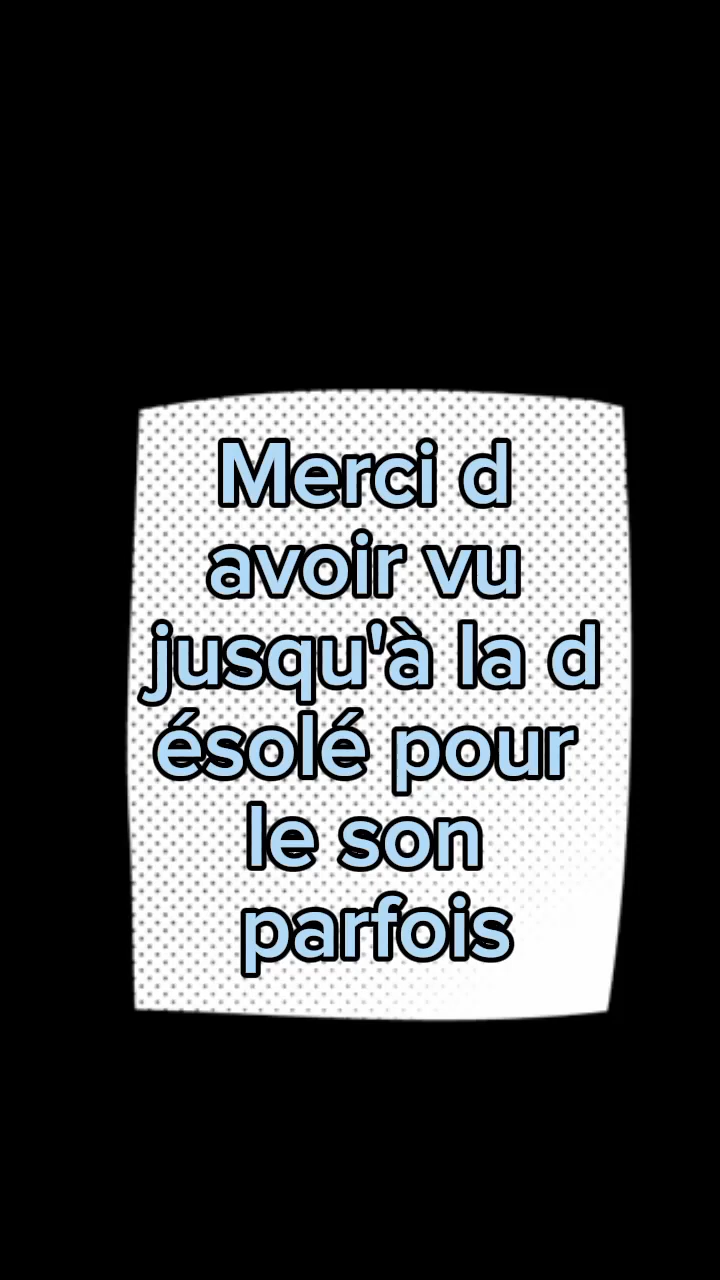 Merci d
avoir vu
jusqu'à la d
ésolé pour
le son
parfois